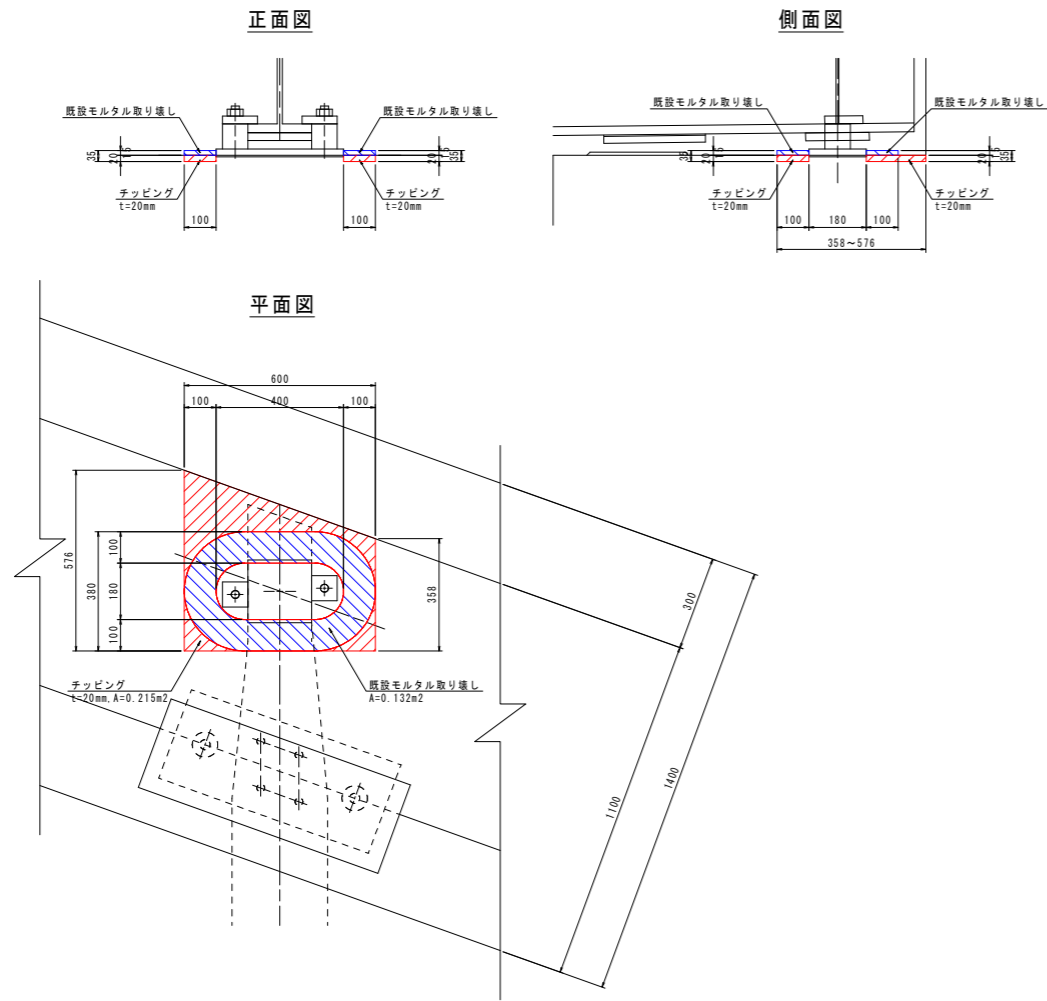 正面図
側面図
既設モルタル取り壊し
既設モルタル取り壊し
既設モルタル取り壊し
既設モルタル取り壊し
35
20
15
20
15
35
35
20
15
20
15
35
チッピング
t=20mm
チッピング
t=20mm
チッピング
t=20mm
チッピング
t=20mm
100
100
100
180
100
358~576
平面図
600
100
400
100
576
380
100
180
100
358
チッピング
t=20mm,A=0.215m2
既設モルタル取り壊し
A=0.132m2
300
1100
1400